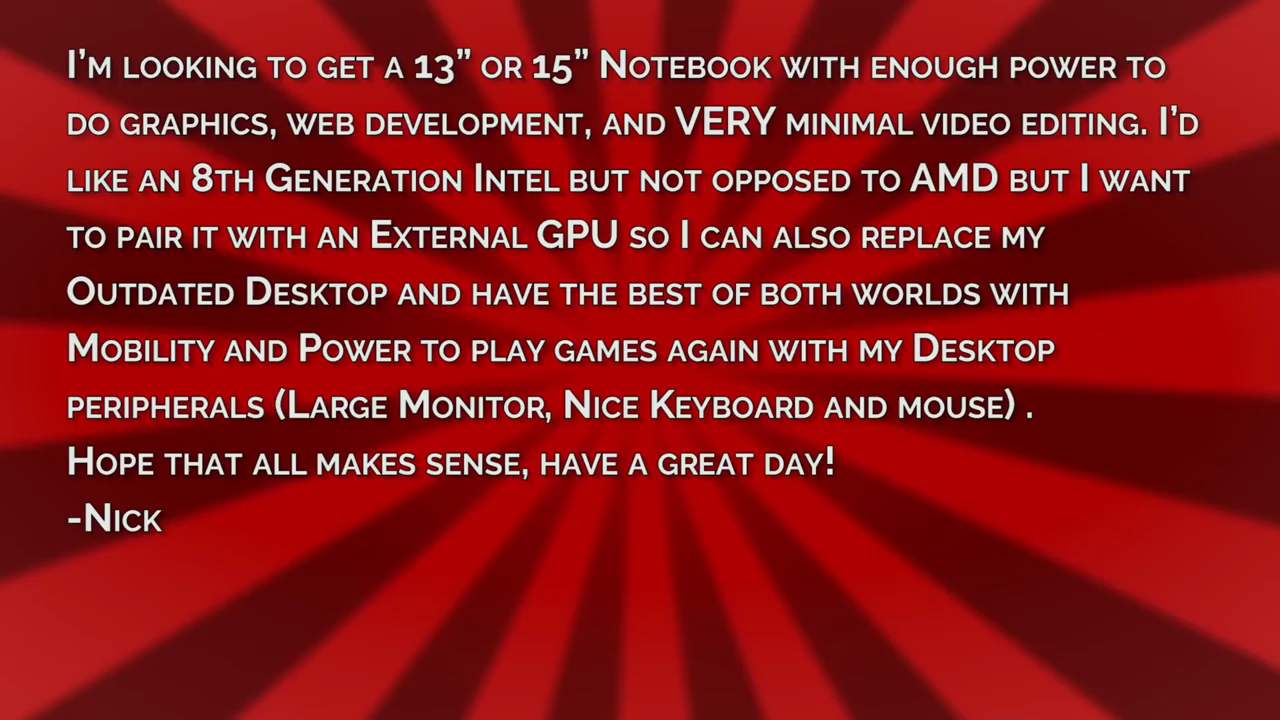 I'm looking to get a 13” or 15” Notebook with enough power to
do graphics, web development, and VERY minimal video editing. I'd
like an 8th Generation Intel but not opposed to AMD but I want
to pair it with an External GPU so I can also replace my
Outdated Desktop and have the best of both worlds with
Mobility and Power to play games again with my Desktop
peripherals (Large Monitor, Nice Keyboard and mouse) .
Hope that all makes sense, have a great day!
-Nick